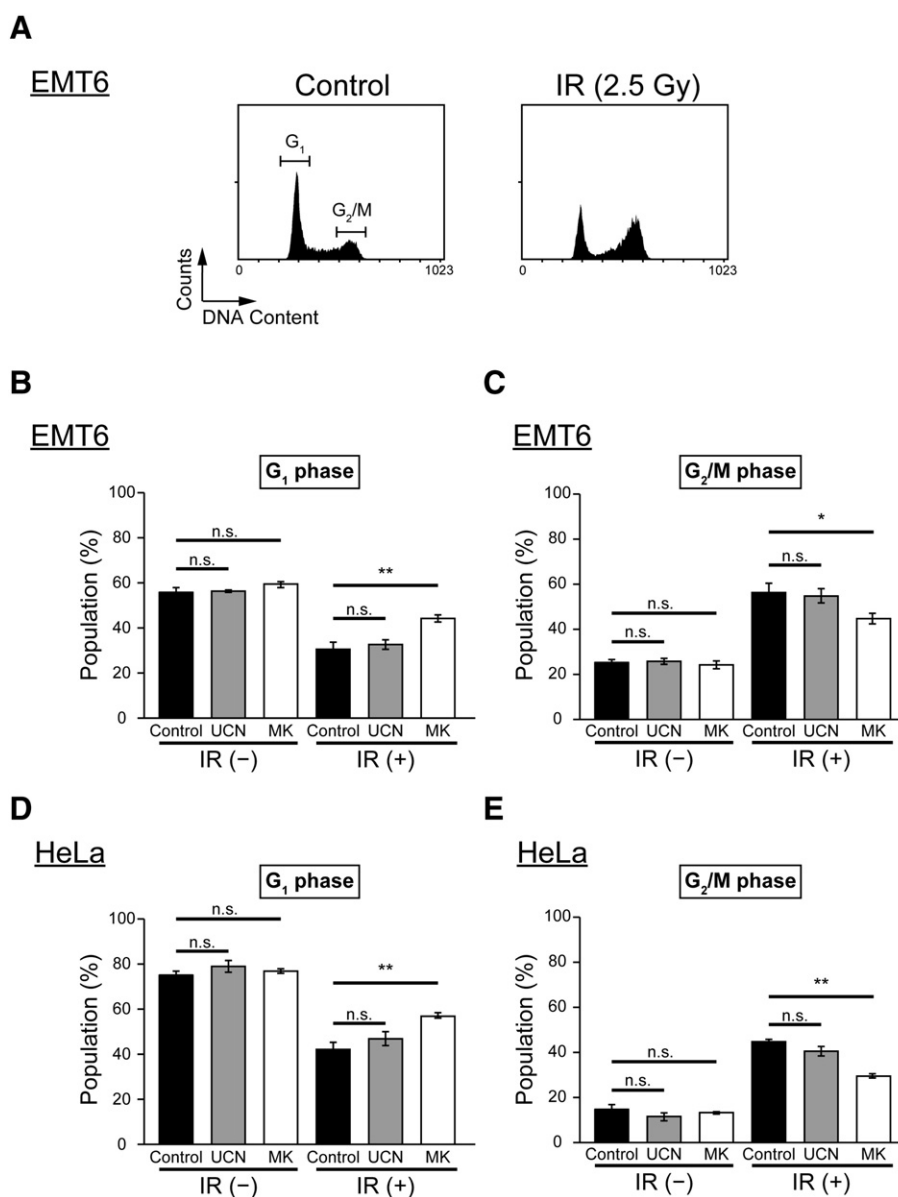 A
EMT6
Control
IR (2.5 Gy)
G₁
G₂/M
Counts
0
1023
0
1023
DNA Content
B
EMT6
G₁ phase
Population (%)
100
80
60
40
20
0
n.s.
n.s.
**
n.s.
Control UCN MK Control UCN MK
IR (−) IR (+)
C
EMT6
G₂/M phase
Population (%)
100
80
60
40
20
0
n.s.
n.s.
*
n.s.
Control UCN MK Control UCN MK
IR (−) IR (+)
D
HeLa
G₁ phase
Population (%)
100
80
60
40
20
0
n.s.
n.s.
**
n.s.
Control UCN MK Control UCN MK
IR (−) IR (+)
E
HeLa
G₂/M phase
Population (%)
100
80
60
40
20
0
n.s.
n.s.
**
n.s.
Control UCN MK Control UCN MK
IR (−) IR (+)